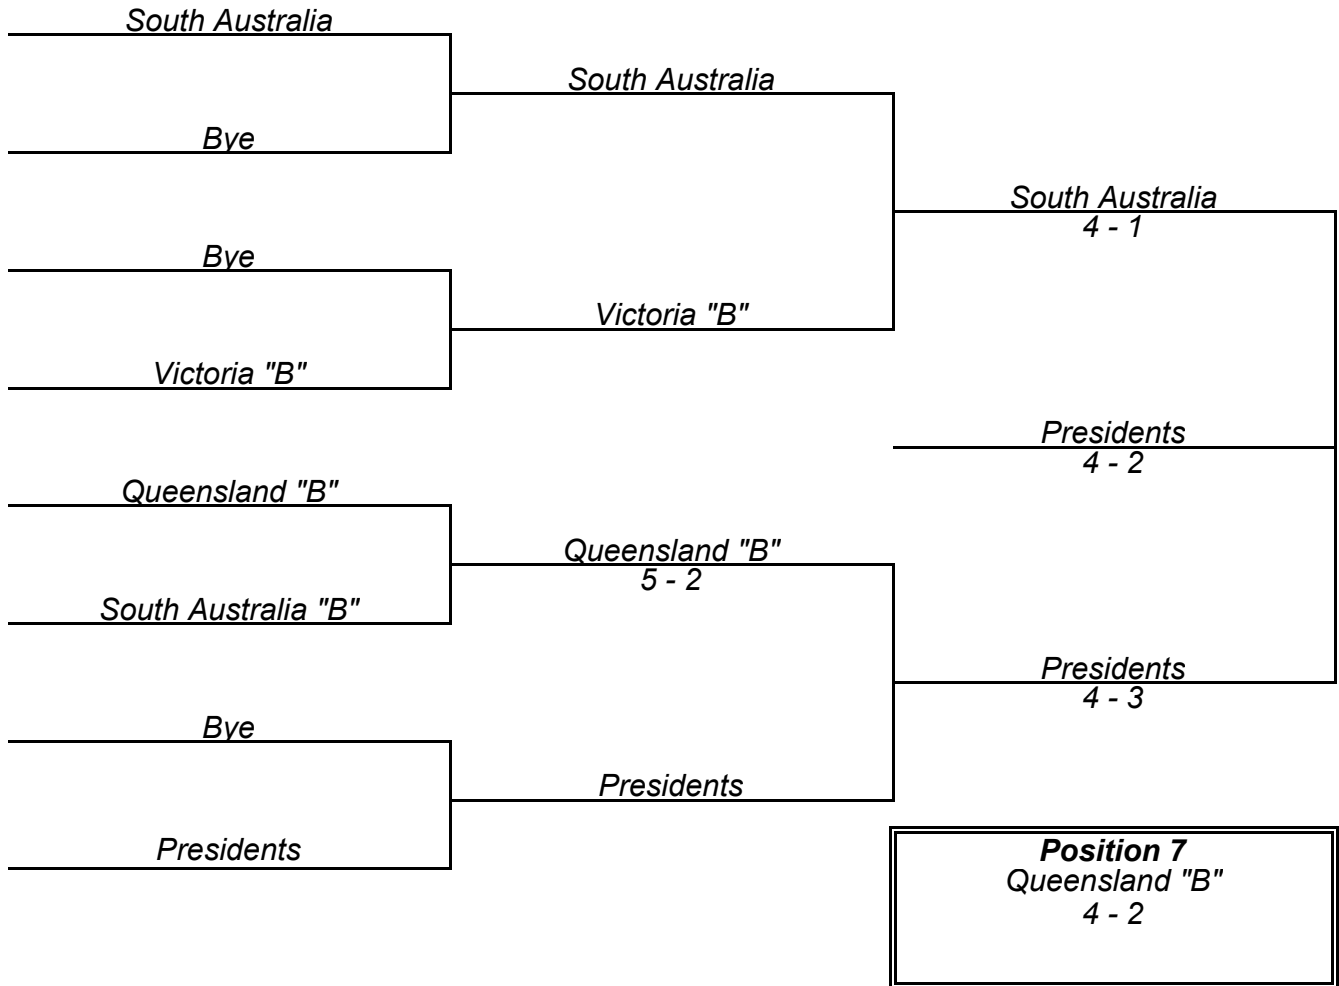 South Australia
South Australia
Bye
South Australia
4 - 1
Bye
Victoria "B"
Victoria "B"
Presidents
4 - 2
Queensland "B"
Queensland "B"
5 - 2
South Australia "B"
Presidents
4 - 3
Bye
Presidents
Presidents
Position 7
Queensland "B"
4 - 2